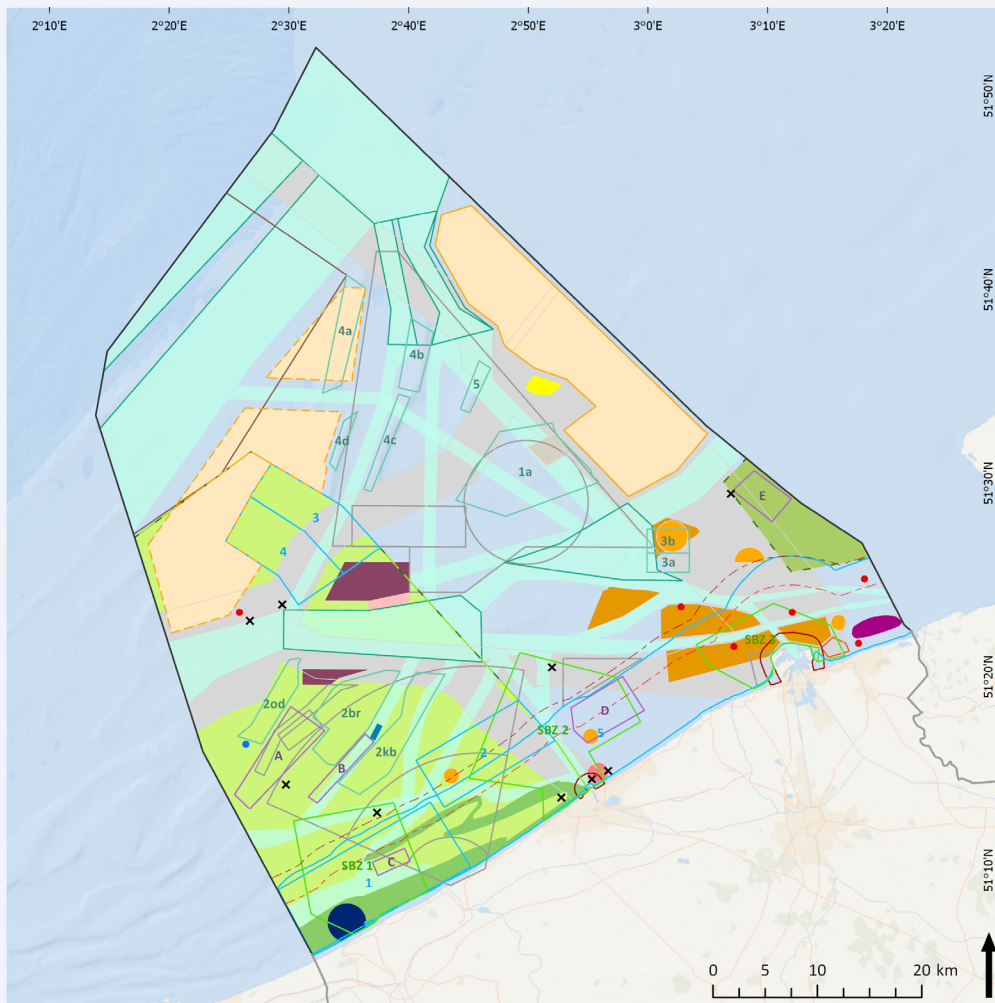 2°10'E 2°20'E 2°30'E 2°40'E 2°50'E 3°0'E 3°10'E 3°20'E
51°50'N
51°40'N
4a
4b
5
4d
4c
1a
51°30'N
E
3
3b
4
3a
SBZ 3
51°20'N
2od
2br
D
SBZ 2
5
2
2kb
A
B
SBZ 1
C
1
51°10'N
0 5 10 20 km